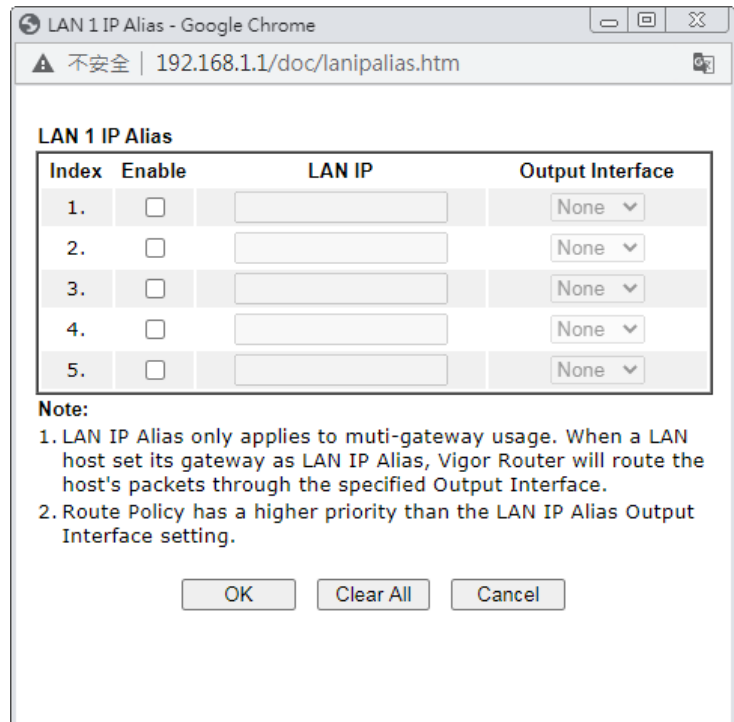 LAN 1 IP Alias - Google Chrome
不安全 | 192.168.1.1/doc/lanipalias.htm
LAN 1 IP Alias
Index Enable LAN IP Output Interface
1. None
2. None
3. None
4. None
5. None
Note:
1. LAN IP Alias only applies to muti-gateway usage. When a LAN
host set its gateway as LAN IP Alias, Vigor Router will route the
host's packets through the specified Output Interface.
2. Route Policy has a higher priority than the LAN IP Alias Output
Interface setting.
OK Clear All Cancel